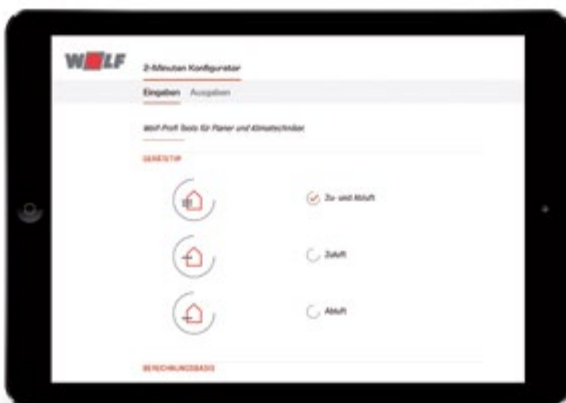 WOLF
2-Minuten Konfigurator
Eingaben Ausgaben
Wolf-Profi Tools für Planer und Klimatechniker.
GERÄTETYP
Zu- und Abluft
Zuluft
Abluft
BERECHNUNGSBASIS